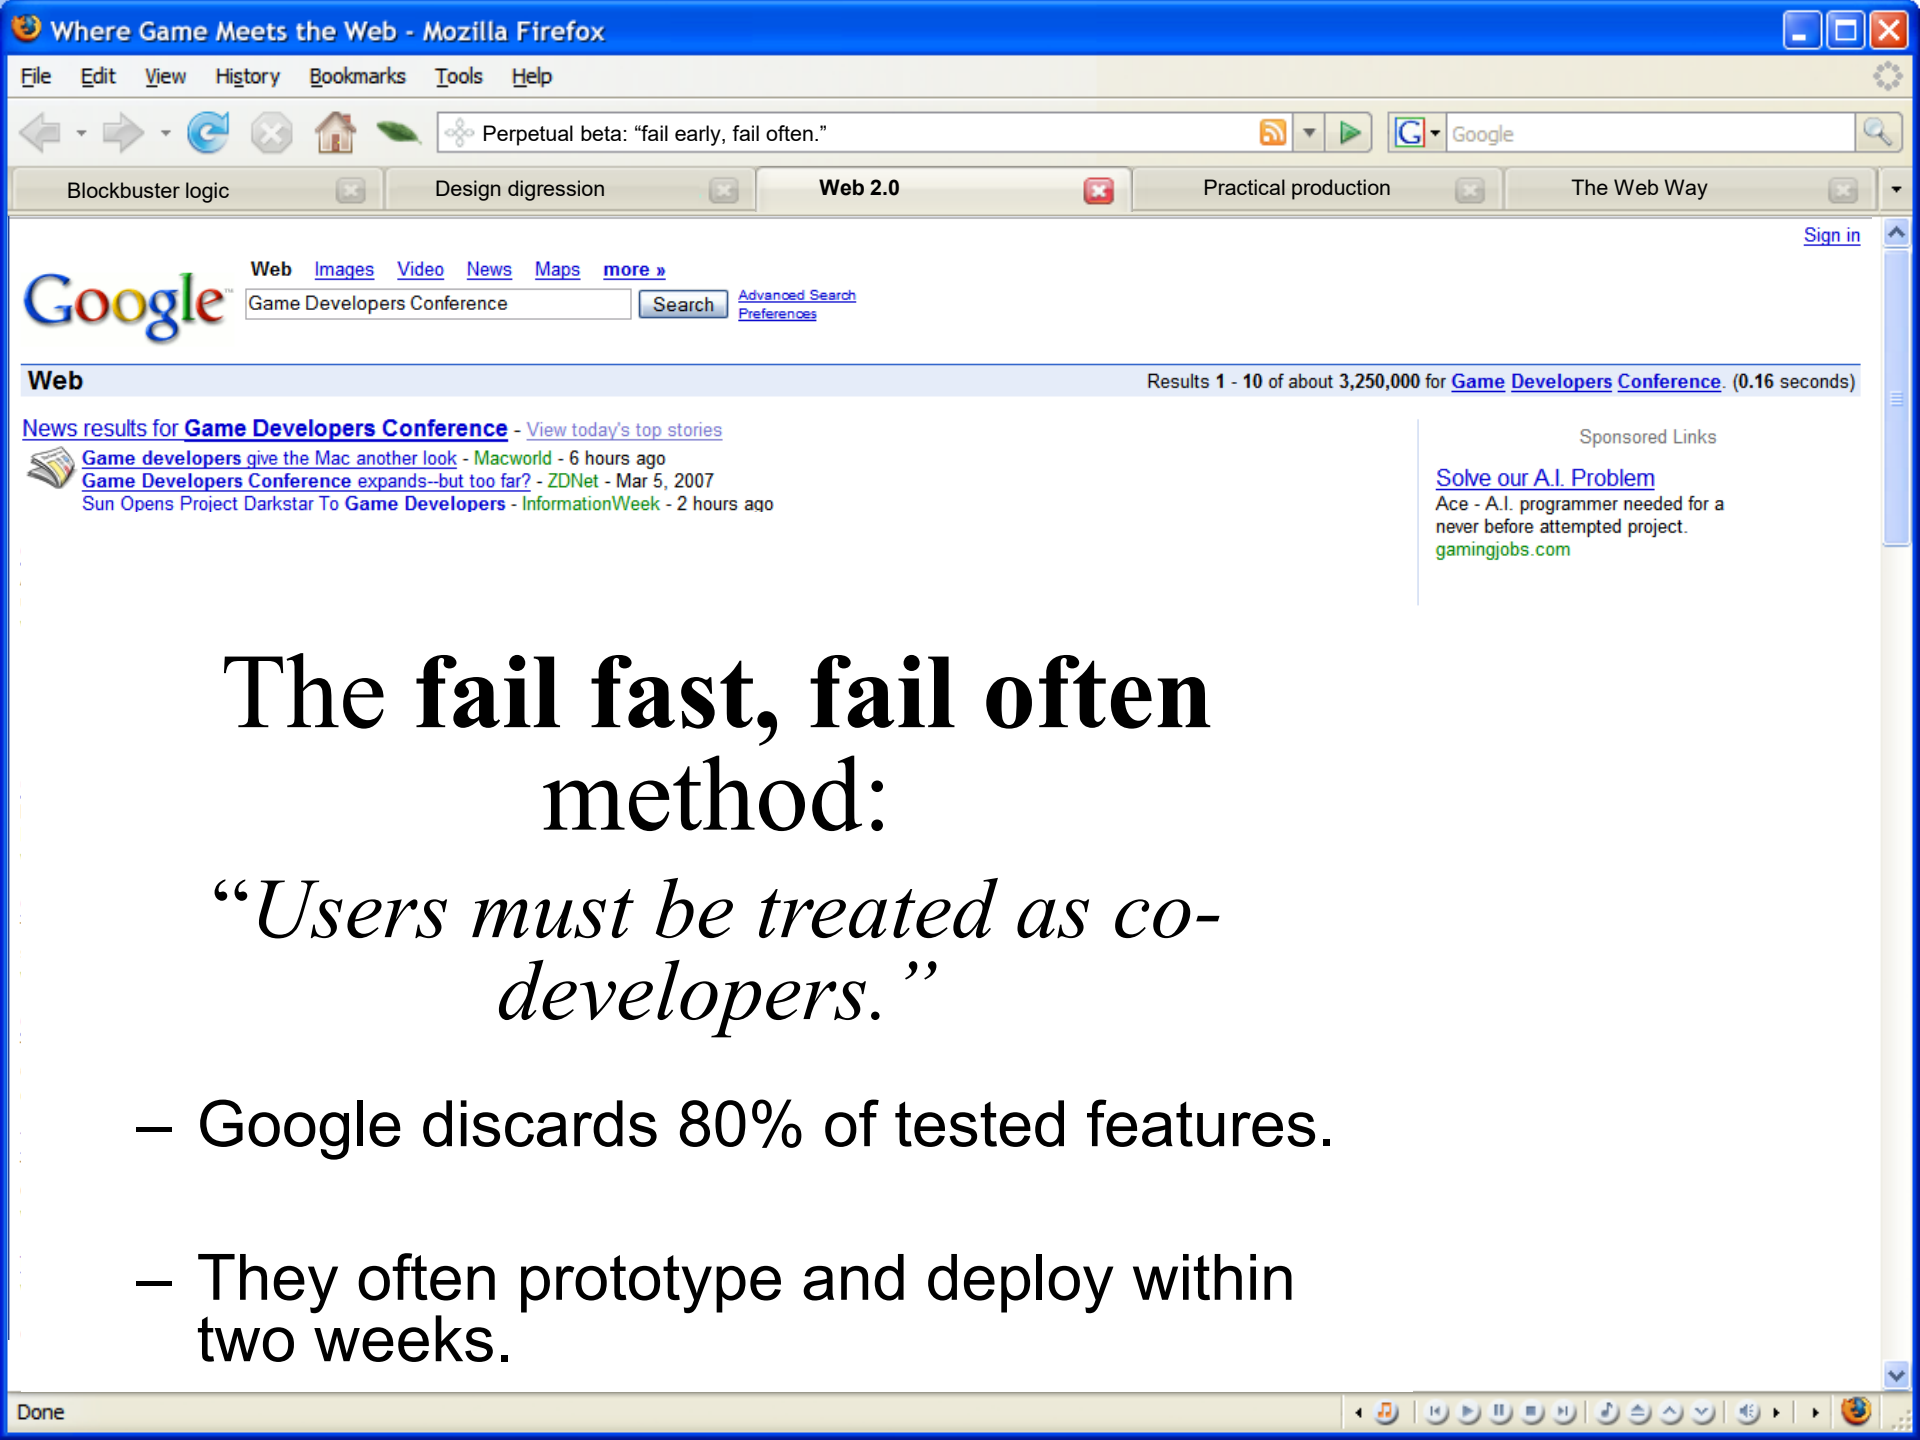 Where Game Meets the Web - Mozilla Firefox
File Edit View History Bookmarks Tools Help
Perpetual beta: “fail early, fail often.” G Google
Blockbuster logic Design digression Web 2.0 Practical production The Web Way
Sign in
Web Images Video News Maps more »
Google™ Game Developers Conference Search Advanced Search
Preferences
Web Results 1 - 10 of about 3,250,000 for Game Developers Conference. (0.16 seconds)
News results for Game Developers Conference - View today's top stories
Game developers give the Mac another look - Macworld - 6 hours ago
Game Developers Conference expands--but too far? - ZDNet - Mar 5, 2007
Sun Opens Project Darkstar To Game Developers - InformationWeek - 2 hours ago
Sponsored Links
Solve our A.I. Problem
Ace - A.I. programmer needed for a
never before attempted project.
gamingjobs.com
The fail fast, fail often
method:
“Users must be treated as co-
developers.”
– Google discards 80% of tested features.
– They often prototype and deploy within
two weeks.
Done